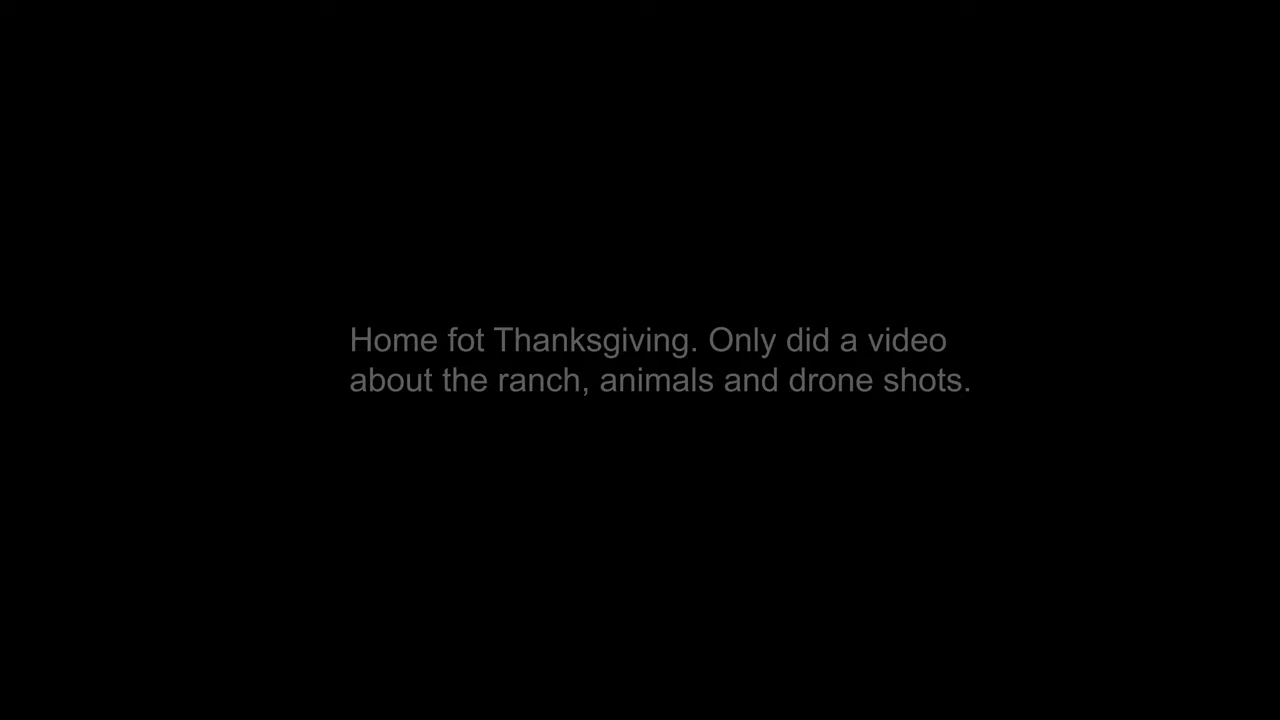 Home fot Thanksgiving. Only did a video
about the ranch, animals and drone shots.